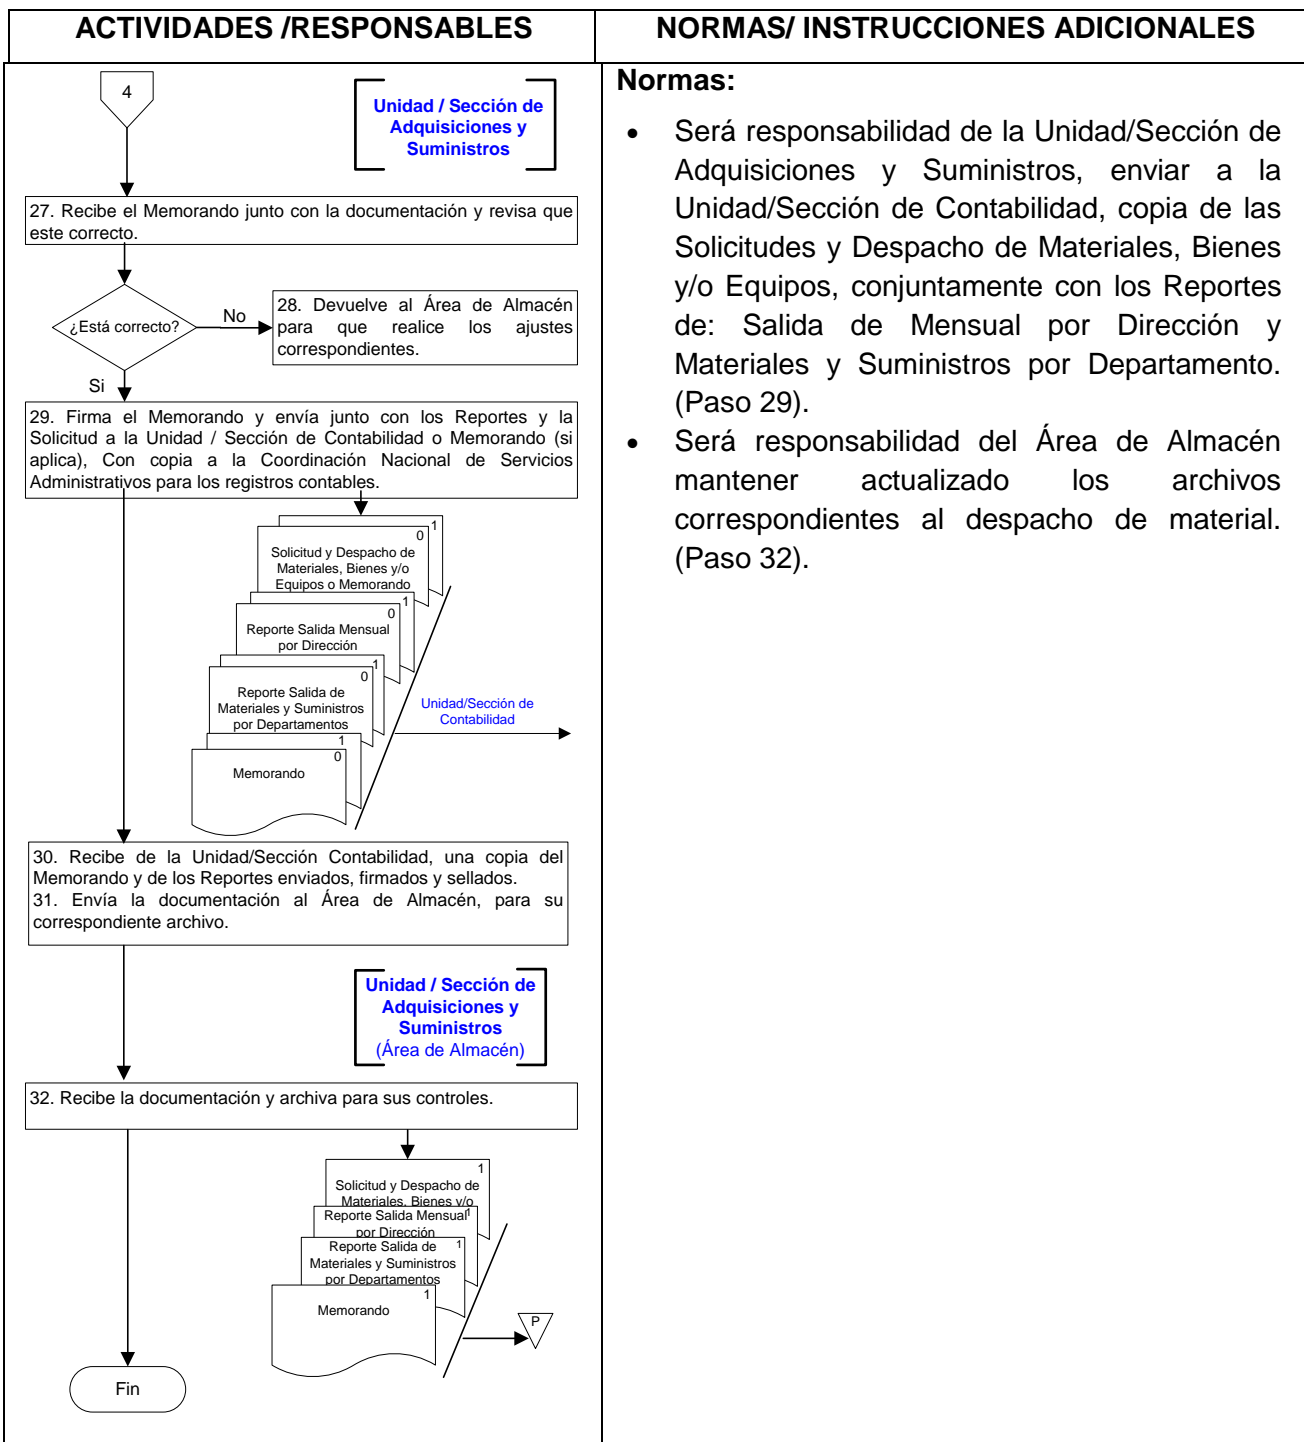 ACTIVIDADES /RESPONSABLES
NORMAS/ INSTRUCCIONES ADICIONALES
4
Unidad / Sección de
Adquisiciones y
Suministros
27. Recibe el Memorando junto con la documentación y revisa que
este correcto.
¿Está correcto?
No
28. Devuelve al Área de Almacén
para que realice los ajustes
correspondientes.
Si
29. Firma el Memorando y envía junto con los Reportes y la
Solicitud a la Unidad / Sección de Contabilidad o Memorando (si
aplica), Con copia a la Coordinación Nacional de Servicios
Administrativos para los registros contables.
1
0
Solicitud y Despacho de
Materiales, Bienes y/o
Equipos o Memorando
1
0
Reporte Salida Mensual
por Dirección
1
0
Reporte Salida de
Materiales y Suministros
por Departamentos
1
0
Memorando
Unidad/Sección de
Contabilidad
30. Recibe de la Unidad/Sección Contabilidad, una copia del
Memorando y de los Reportes enviados, firmados y sellados.
31. Envía la documentación al Área de Almacén, para su
correspondiente archivo.
Unidad / Sección de
Adquisiciones y
Suministros
(Área de Almacén)
32. Recibe la documentación y archiva para sus controles.
1
Solicitud y Despacho de
Materiales, Bienes y/o
Reporte Salida Mensual
1
por Dirección
Reporte Salida de
1
Materiales y Suministros
por Departamentos
1
Memorando
P
Fin
Normas:
• Será responsabilidad de la Unidad/Sección de
Adquisiciones y Suministros, enviar a la
Unidad/Sección de Contabilidad, copia de las
Solicitudes y Despacho de Materiales, Bienes
y/o Equipos, conjuntamente con los Reportes
de: Salida de Mensual por Dirección y
Materiales y Suministros por Departamento.
(Paso 29).
• Será responsabilidad del Área de Almacén
mantener actualizado los archivos
correspondientes al despacho de material.
(Paso 32).